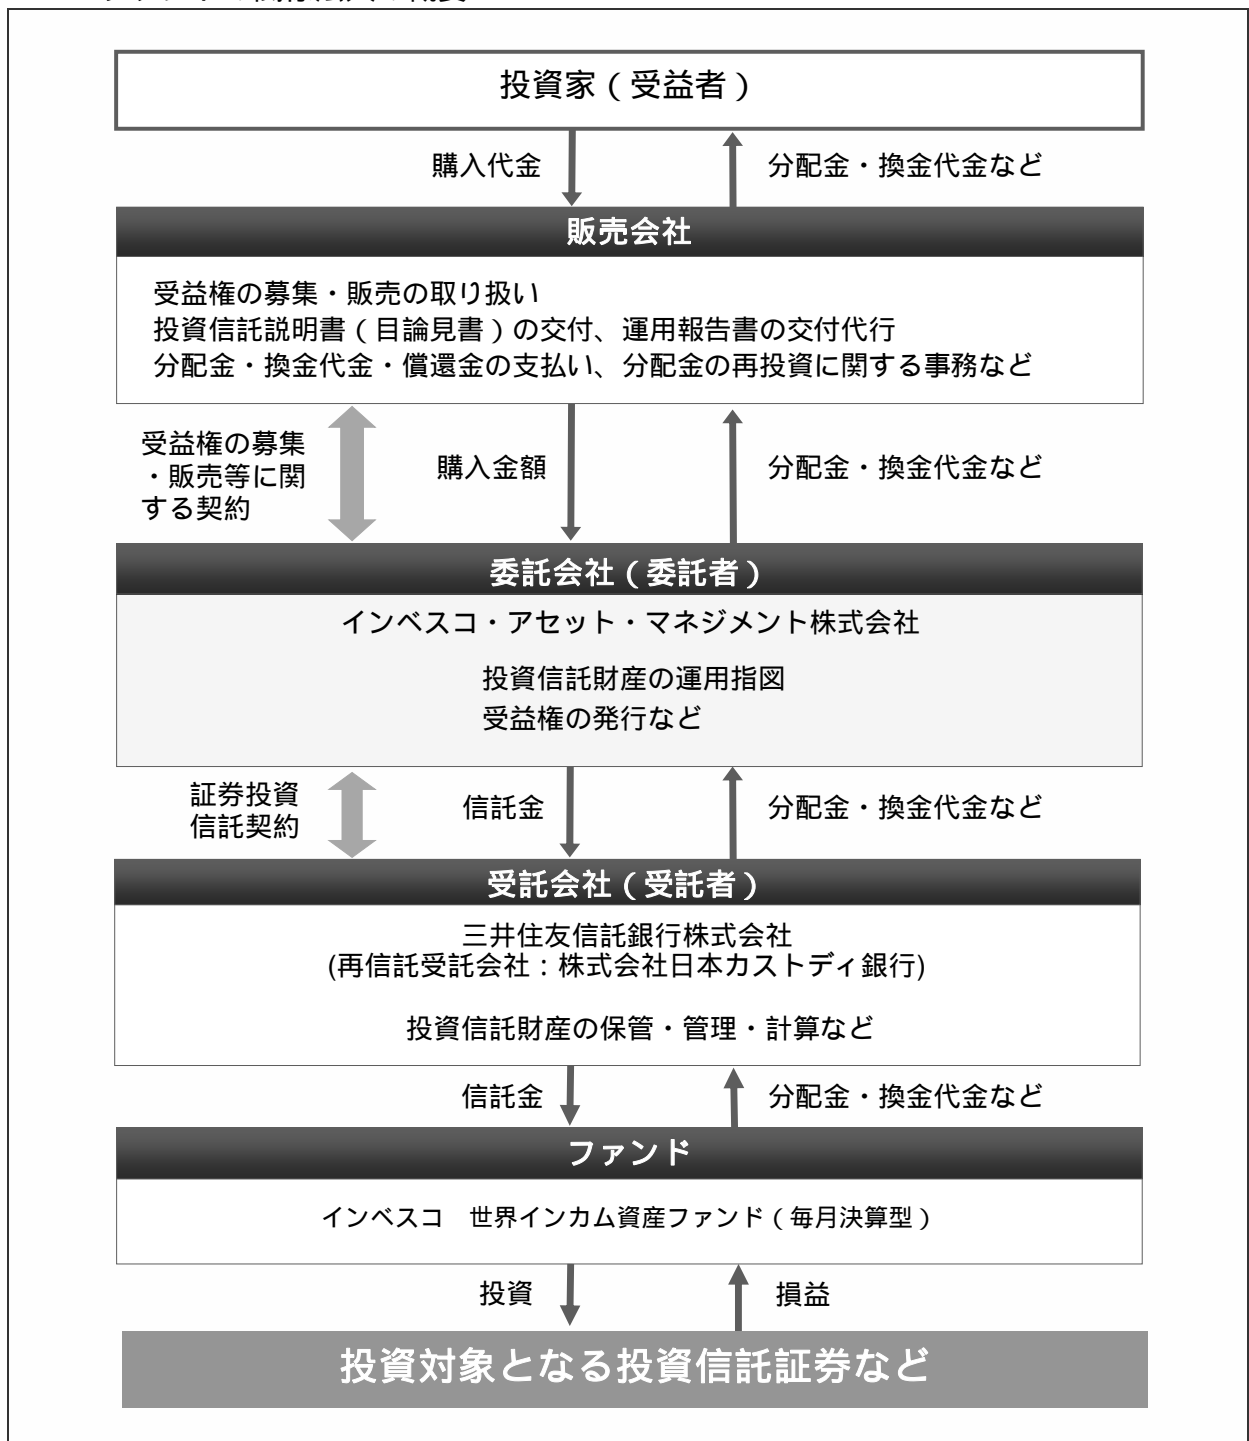 投資家（受益者）
購入代金
分配金・換金代金など
販売会社
受益権の募集・販売の取り扱い
投資信託説明書（目論見書）の交付、運用報告書の交付代行
分配金・換金代金・償還金の支払い、分配金の再投資に関する事務など
受益権の募集
・販売等に関
する契約
購入金額
分配金・換金代金など
委託会社（委託者）
インベスコ・アセット・マネジメント株式会社
投資信託財産の運用指図
受益権の発行など
証券投資
信託契約
信託金
分配金・換金代金など
受託会社（受託者）
三井住友信託銀行株式会社
(再信託受託会社：株式会社日本カストディ銀行)
投資信託財産の保管・管理・計算など
信託金
分配金・換金代金など
ファンド
インベスコ　世界インカム資産ファンド（毎月決算型）
投資
損益
投資対象となる投資信託証券など